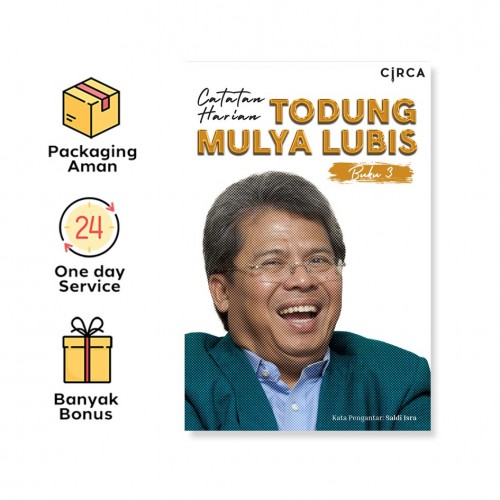 Packaging
Aman
24
One day
Service
Banyak
Bonus
CIRCA
Catatan
Harian
TODUNG
MULYA LUBIS
Buku 3
Kata Pengantar: Saldi Isra